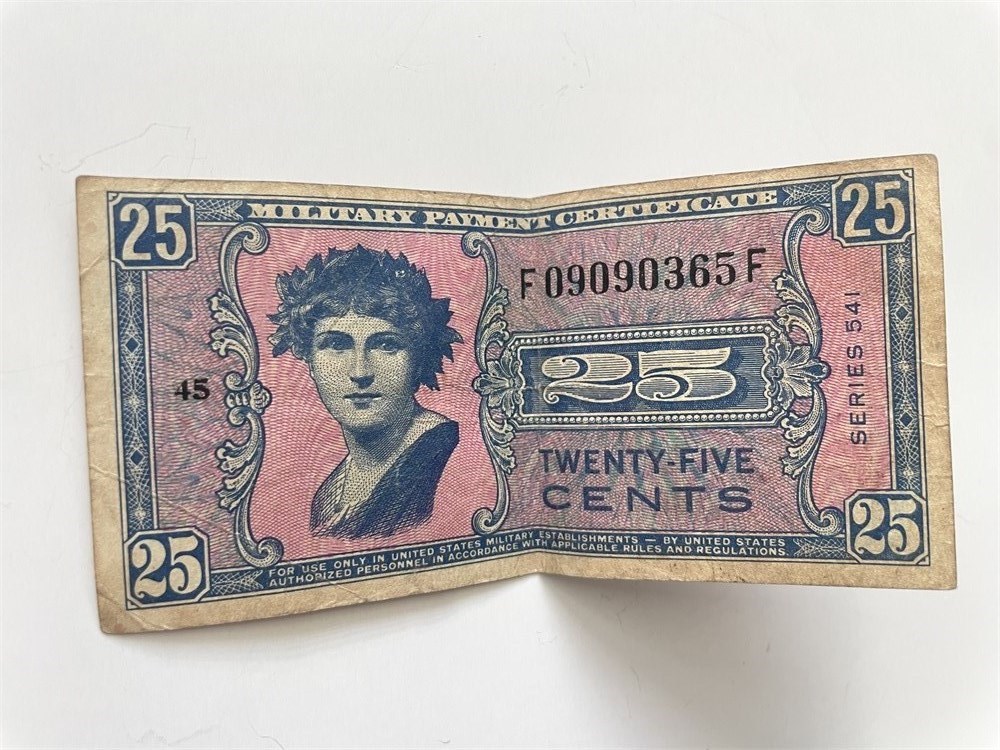 25
MILITARY PAYMENT CERTIFICATE
25
F09090365F
45
25
SERIES 541
TWENTY-FIVE
CENTS
25
FOR USE ONLY IN UNITED STATES MILITARY ESTABLISHMENTS — BY UNITED STATES
AUTHORIZED PERSONNEL IN ACCORDANCE WITH APPLICABLE RULES AND REGULATIONS.
25